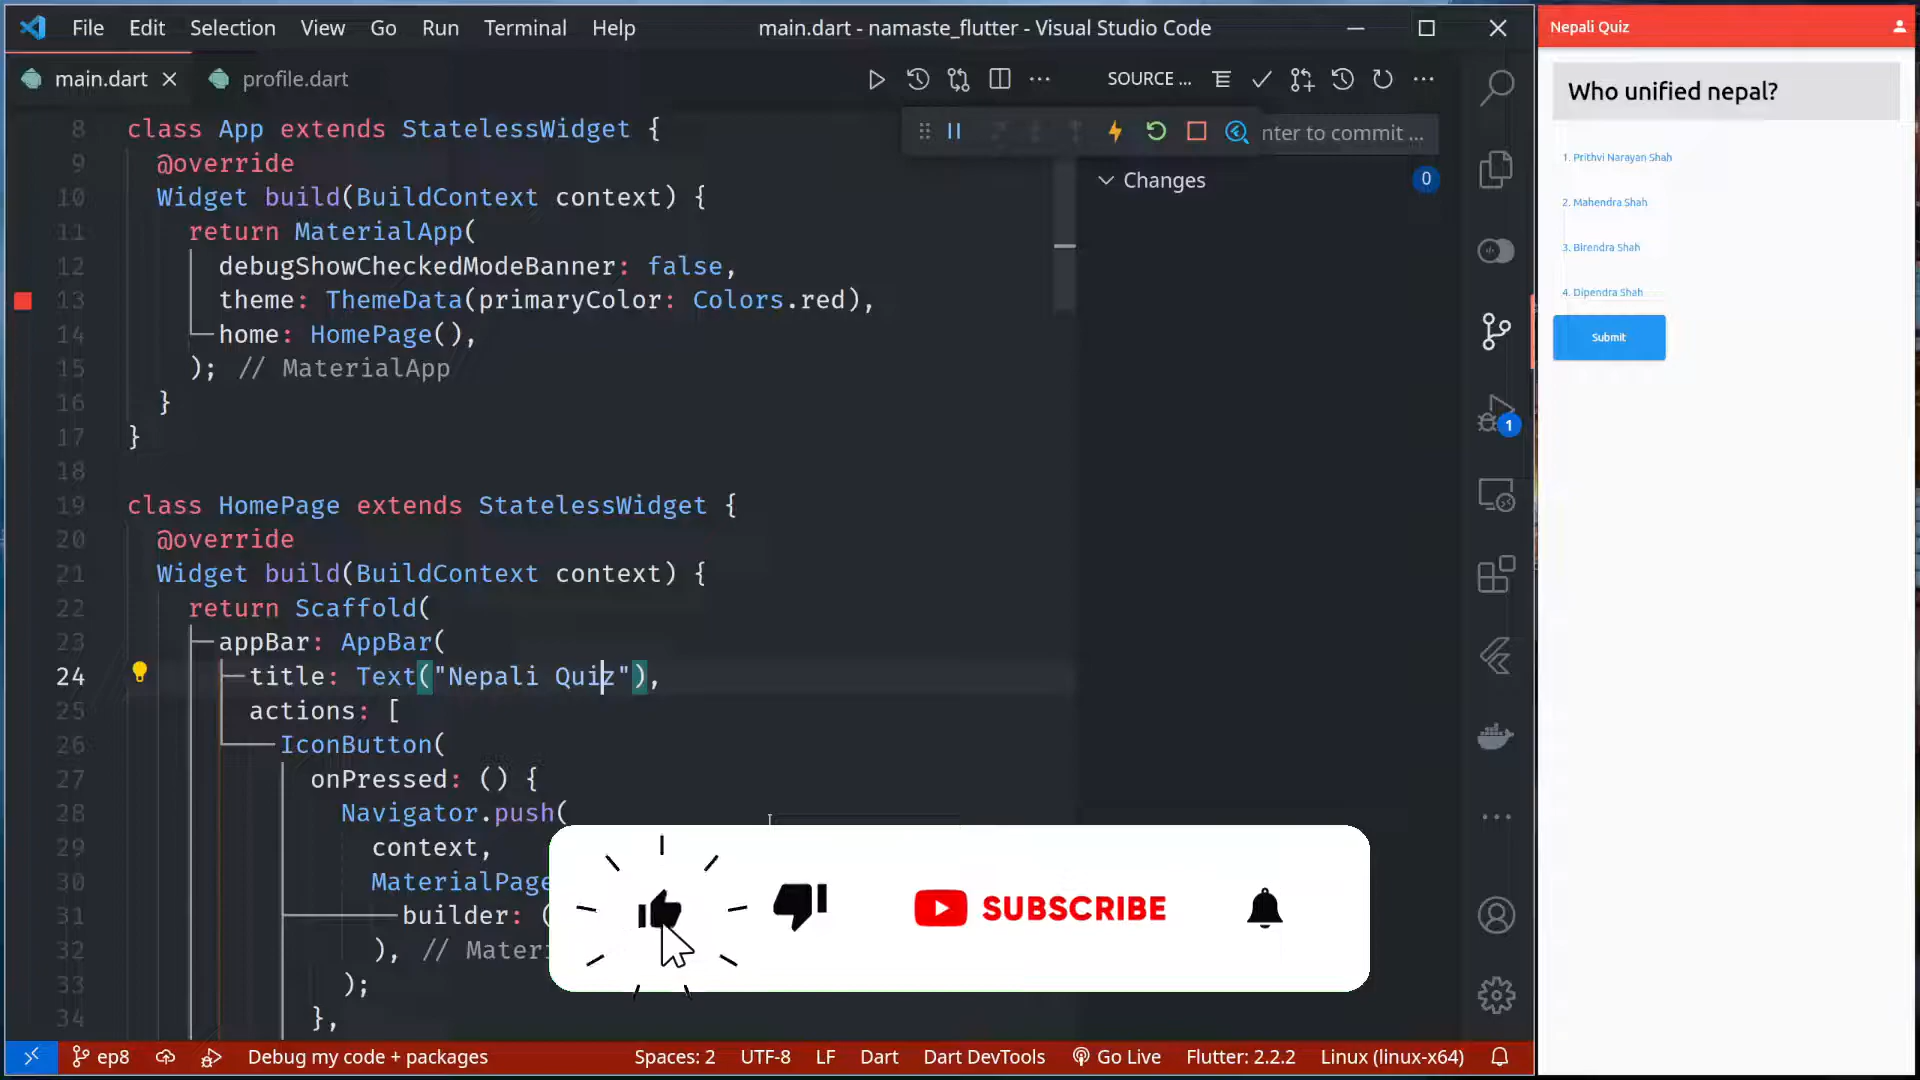 File Edit Selection View Go Run Terminal Help main.dart - namaste_flutter - Visual Studio Code
main.dart profile.dart SOURCE ...
nter to commit ...
Changes 0
8 class App extends StatelessWidget {
9 @override
10 Widget build(BuildContext context) {
11 return MaterialApp(
12 debugShowCheckedModeBanner: false,
13 theme: ThemeData(primaryColor: Colors.red),
14 home: HomePage(),
15 ); // MaterialApp
16 }
17 }
18
19 class HomePage extends StatelessWidget {
20 @override
21 Widget build(BuildContext context) {
22 return Scaffold(
23 appBar: AppBar(
24 title: Text("Nepali Quiz"),
25 actions: [
26 IconButton(
27 onPressed: () {
28 Navigator.push(
29 context,
30 MaterialPage
31 builder: (
32 ), // Mater
33 );
34 },
SUBSCRIBE
1
ep8 Debug my code + packages Spaces: 2 UTF-8 LF Dart Dart DevTools Go Live Flutter: 2.2.2 Linux (linux-x64)
Nepali Quiz
Who unified nepal?
1. Prithvi Narayan Shah
2. Mahendra Shah
3. Birendra Shah
4. Dipendra Shah
Submit